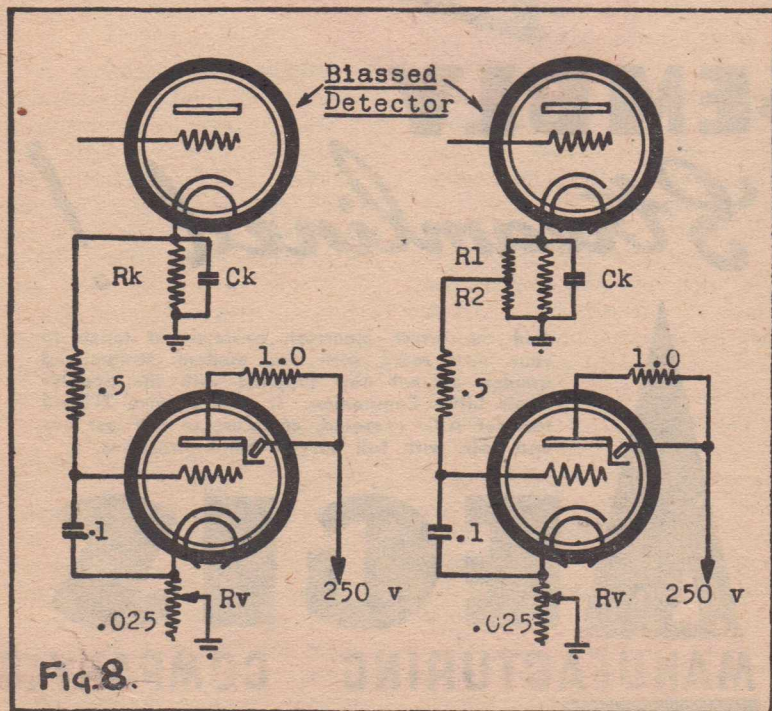 Biassed
Detector
Rk
Ck
R1
R2
Ck
.5
1.0
.5
1.0
.1
.1
Rv
250 v
.025
Rv
250 v
.025
Fig.8.